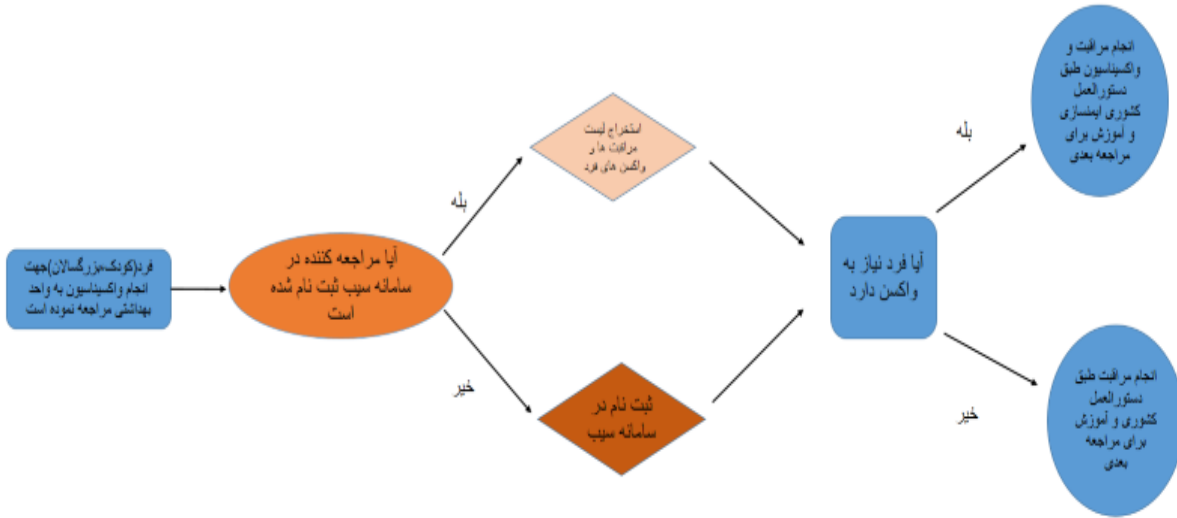 فرد(کودک،بزرگسالان)جهت
انجام واکسیناسیون به واحد
بهداشتی مراجعه نموده است
آیا مراجعه کننده در
سامانه سیب ثبت نام شده
است
بله
خیر
استخراج لیست
مراقبت ها و
واکسن های فرد
ثبت نام در
سامانه سیب
آیا فرد نیاز به
واکسن دارد
بله
خیر
انجام مراقبت و
واکسیناسیون طبق
دستورالعمل
کشوری ایمنسازی
و آموزش برای
مراجعه بعدی
انجام مراقبت طبق
دستورالعمل
کشوری و آموزش
برای مراجعه
بعدی